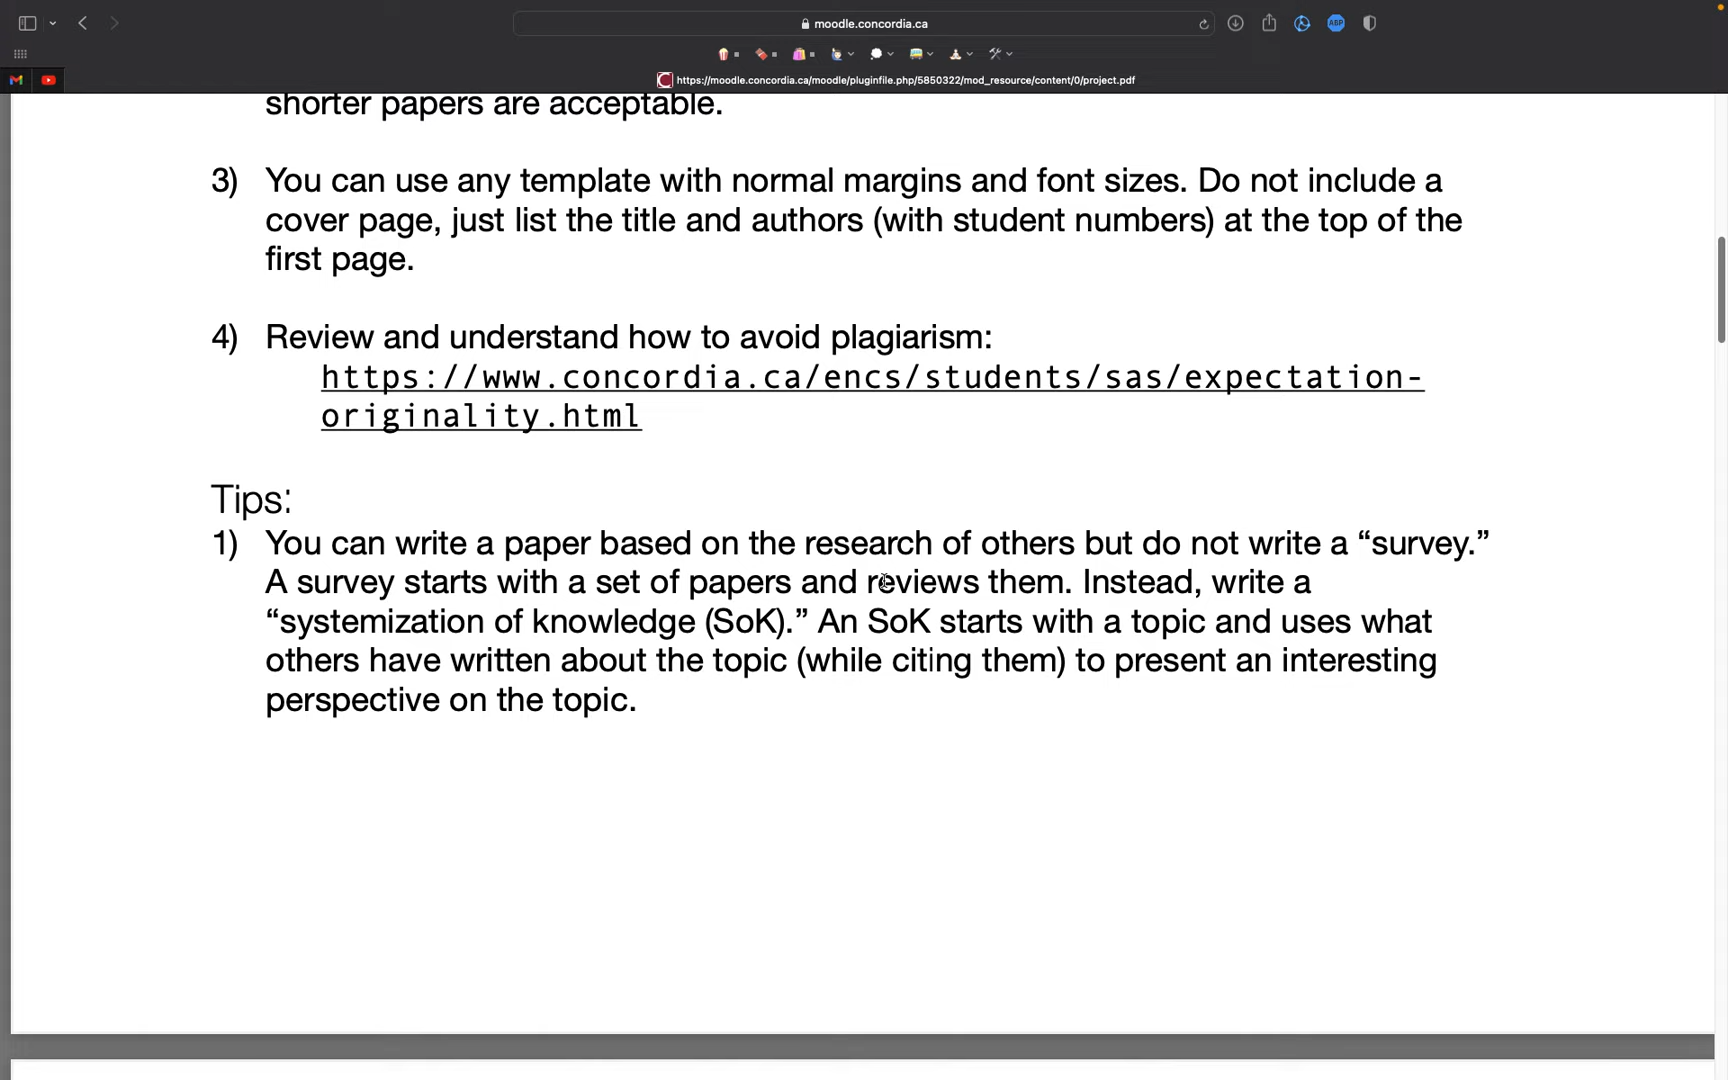 moodle.concordia.ca
ABP
https://moodle.concordia.ca/moodle/pluginfile.php/5850322/mod_resource/content/0/project.pdf
shorter papers are acceptable.
3) You can use any template with normal margins and font sizes. Do not include a
cover page, just list the title and authors (with student numbers) at the top of the
first page.
4) Review and understand how to avoid plagiarism:
https://www.concordia.ca/encs/students/sas/expectation-
originality.html
Tips:
1) You can write a paper based on the research of others but do not write a “survey.”
A survey starts with a set of papers and reviews them. Instead, write a
“systemization of knowledge (SoK).” An SoK starts with a topic and uses what
others have written about the topic (while citing them) to present an interesting
perspective on the topic.